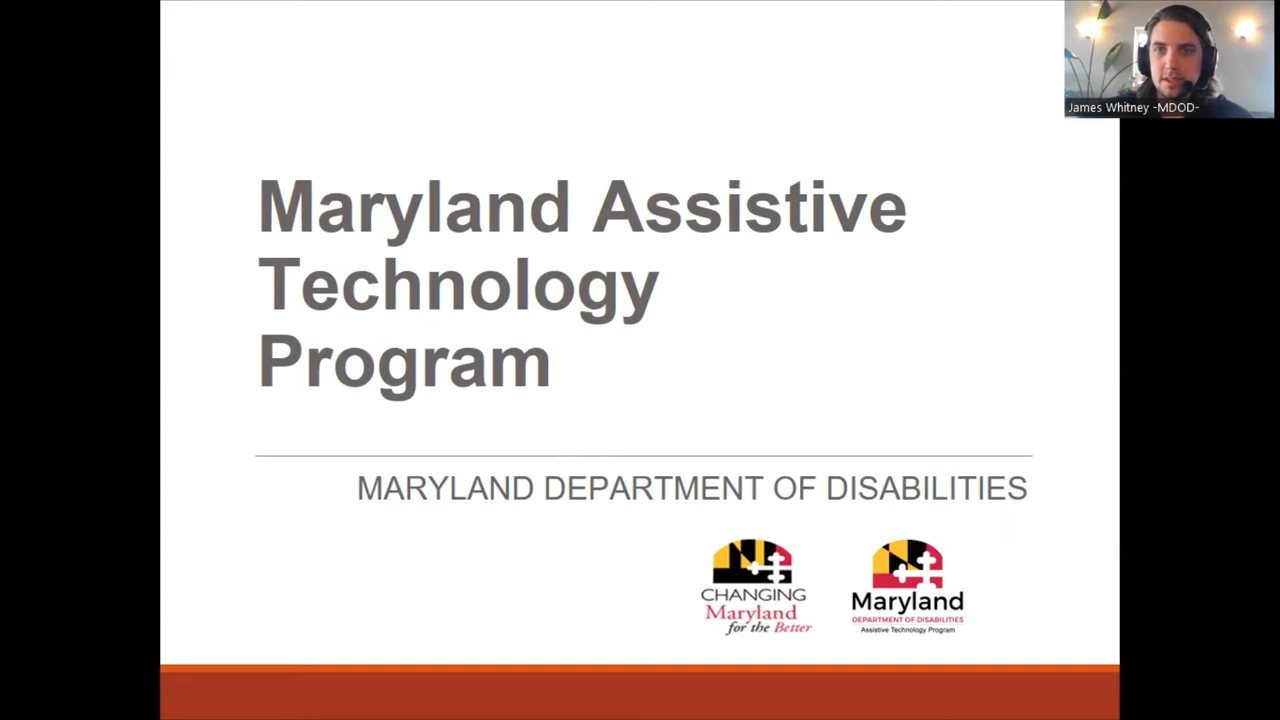 James Whitney -MDOD-
Maryland Assistive
Technology
Program
MARYLAND DEPARTMENT OF DISABILITIES
CHANGING
Maryland
for the Better
Maryland
DEPARTMENT OF DISABILITIES
Assistive Technology Program